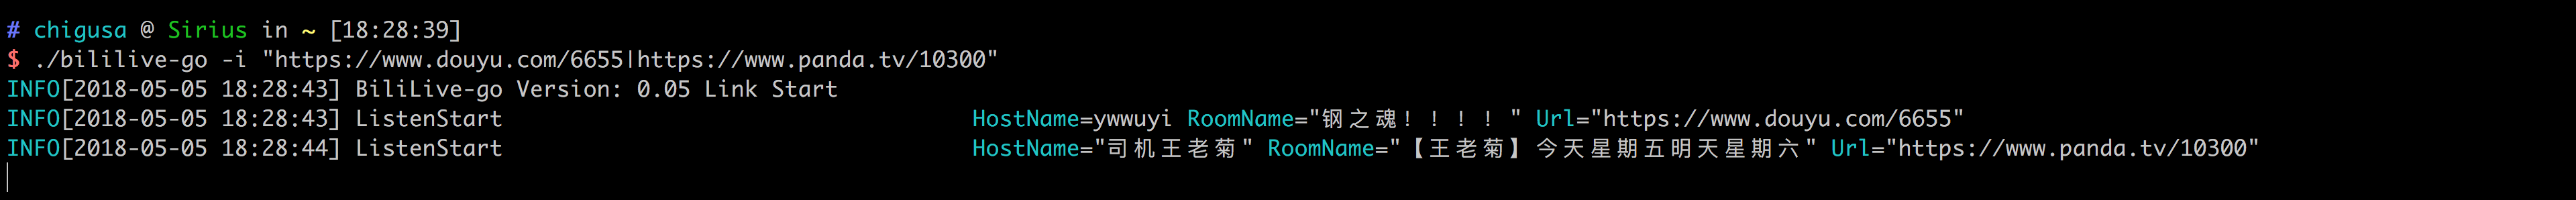 # chigusa @ Sirius in ~ [18:28:39]
$ ./bililive-go -i "https://www.douyu.com/6655|https://www.panda.tv/10300"
INFO[2018-05-05 18:28:43] BiliLive-go Version: 0.05 Link Start
INFO[2018-05-05 18:28:43] ListenStart HostName=ywwuyi RoomName="钢之魂！！！！" Url="https://www.douyu.com/6655"
INFO[2018-05-05 18:28:44] ListenStart HostName="司机王老菊" RoomName="【王老菊】今天星期五明天星期六" Url="https://www.panda.tv/10300"